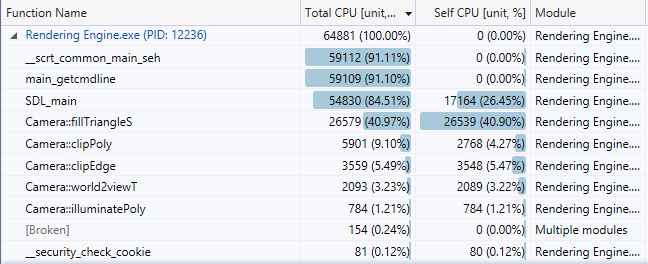 Function Name Total CPU [unit,... Self CPU [unit, %] Module
Rendering Engine.exe (PID: 12236) 64881 (100.00%) 0 (0.00%) Rendering Engine....
__scrt_common_main_seh 59112 (91.11%) 0 (0.00%) Rendering Engine....
main_getcmdline 59109 (91.10%) 0 (0.00%) Rendering Engine....
SDL_main 54830 (84.51%) 17164 (26.45%) Rendering Engine....
Camera::fillTriangleS 26579 (40.97%) 26539 (40.90%) Rendering Engine....
Camera::clipPoly 5901 (9.10%) 2768 (4.27%) Rendering Engine....
Camera::clipEdge 3559 (5.49%) 3548 (5.47%) Rendering Engine....
Camera::world2viewT 2093 (3.23%) 2089 (3.22%) Rendering Engine....
Camera::illuminatePoly 784 (1.21%) 784 (1.21%) Rendering Engine....
[Broken] 154 (0.24%) 0 (0.00%) Multiple modules
__security_check_cookie 81 (0.12%) 80 (0.12%) Rendering Engine....